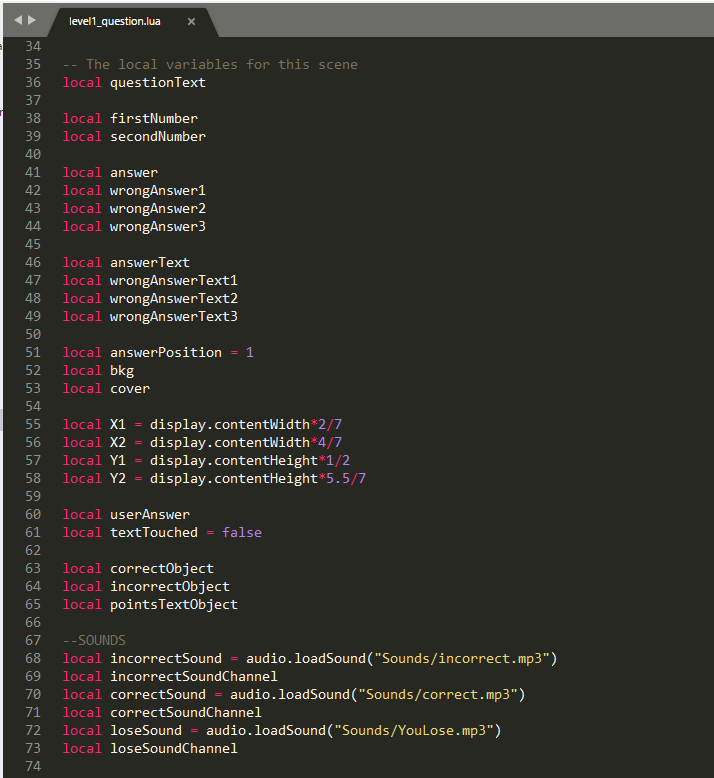 level1_question.lua
34
35 -- The local variables for this scene
36 local questionText
37
38 local firstNumber
39 local secondNumber
40
41 local answer
42 local wrongAnswer1
43 local wrongAnswer2
44 local wrongAnswer3
45
46 local answerText
47 local wrongAnswerText1
48 local wrongAnswerText2
49 local wrongAnswerText3
50
51 local answerPosition = 1
52 local bkg
53 local cover
54
55 local X1 = display.contentWidth*2/7
56 local X2 = display.contentWidth*4/7
57 local Y1 = display.contentHeight*1/2
58 local Y2 = display.contentHeight*5.5/7
59
60 local userAnswer
61 local textTouched = false
62
63 local correctObject
64 local incorrectObject
65 local pointsTextObject
66
67 --SOUNDS
68 local incorrectSound = audio.loadSound("Sounds/incorrect.mp3")
69 local incorrectSoundChannel
70 local correctSound = audio.loadSound("Sounds/correct.mp3")
71 local correctSoundChannel
72 local loseSound = audio.loadSound("Sounds/YouLose.mp3")
73 local loseSoundChannel
74